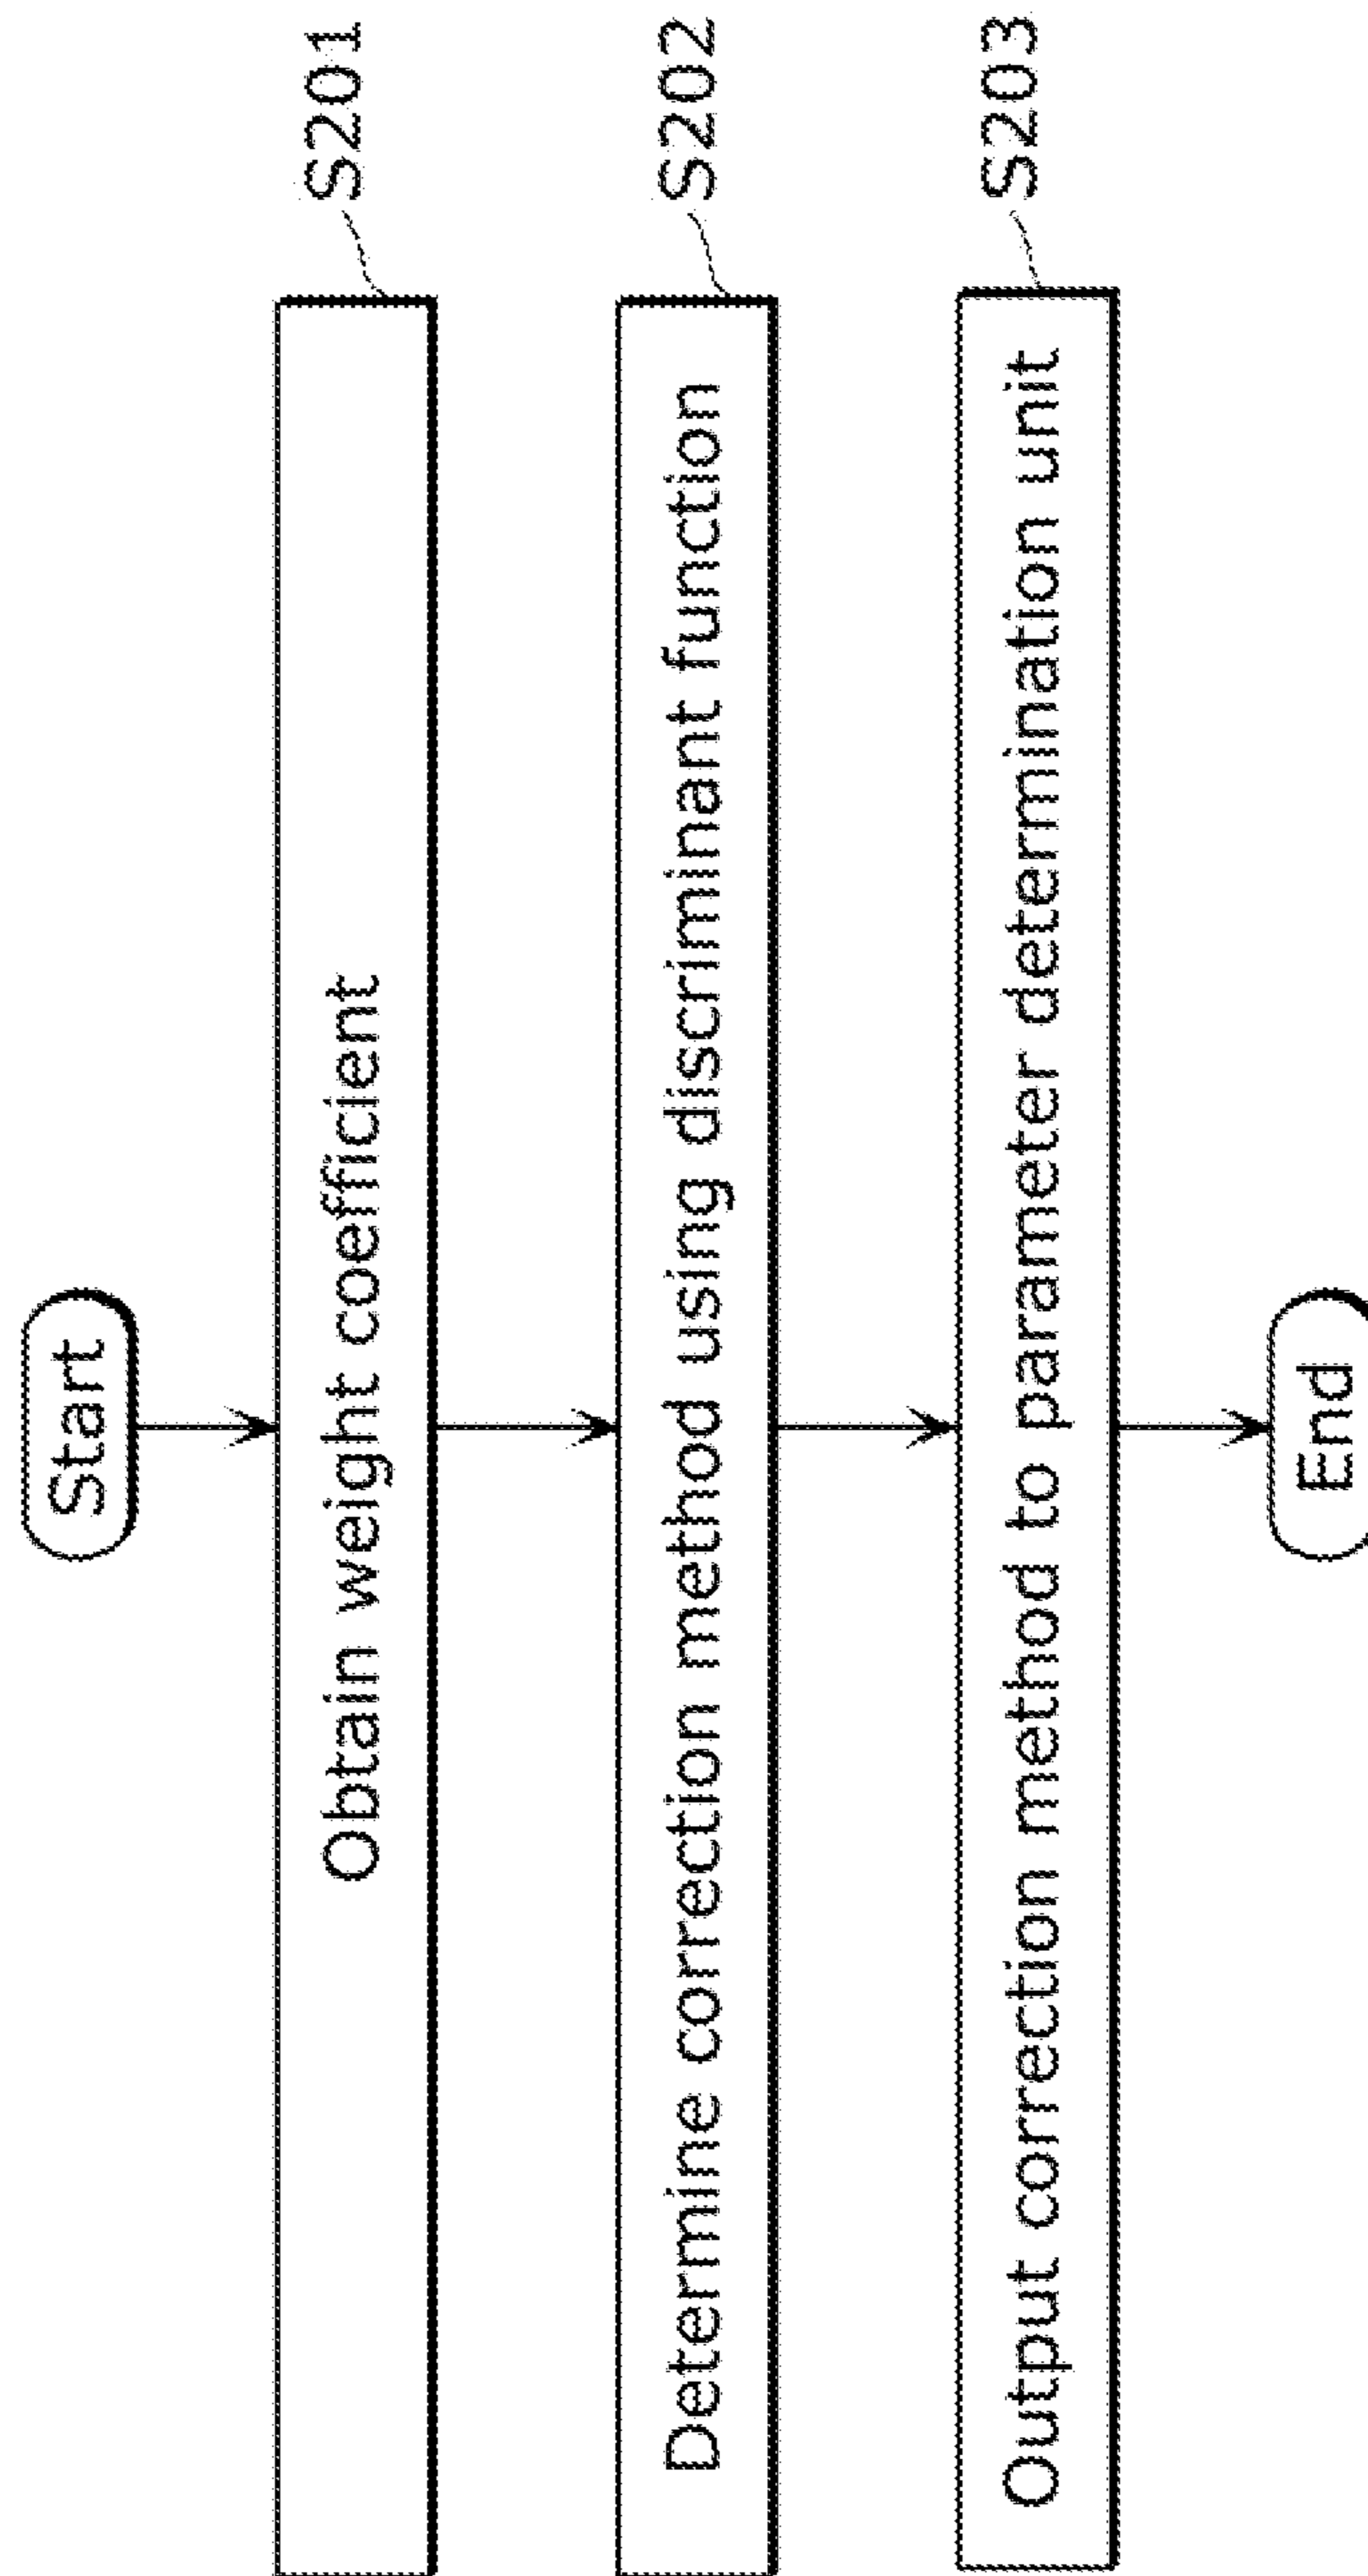 Start
Obtain weight coefficient
S201
Determine correction method using discriminant function
S202
Output correction method to parameter determination unit
S203
End